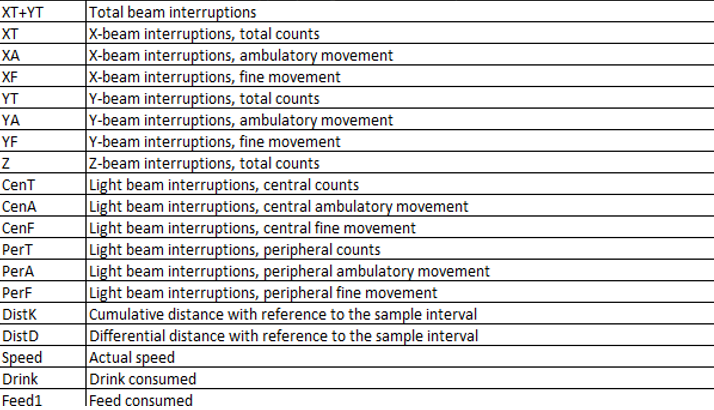 XT+YT Total beam interruptions
XT X-beam interruptions, total counts
XA X-beam interruptions, ambulatory movement
XF X-beam interruptions, fine movement
YT Y-beam interruptions, total counts
YA Y-beam interruptions, ambulatory movement
YF Y-beam interruptions, fine movement
Z Z-beam interruptions, total counts
CenT Light beam interruptions, central counts
CenA Light beam interruptions, central ambulatory movement
CenF Light beam interruptions, central fine movement
PerT Light beam interruptions, peripheral counts
PerA Light beam interruptions, peripheral ambulatory movement
PerF Light beam interruptions, peripheral fine movement
DistK Cumulative distance with reference to the sample interval
DistD Differential distance with reference to the sample interval
Speed Actual speed
Drink Drink consumed
Feed1 Feed consumed